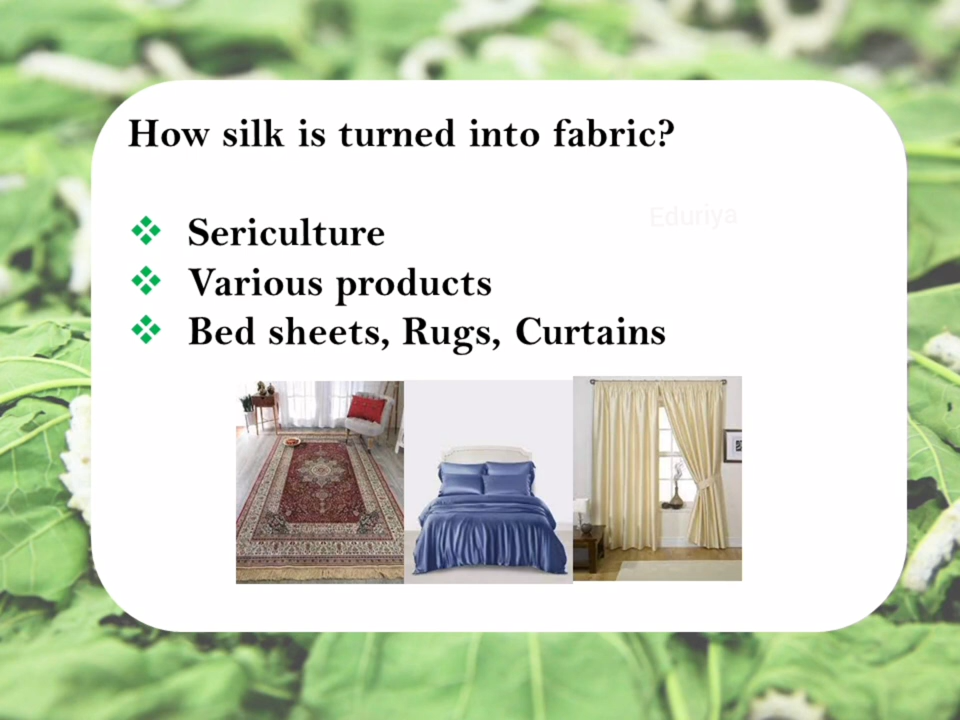 How silk is turned into fabric?
Eduriya
Sericulture
Various products
Bed sheets, Rugs, Curtains